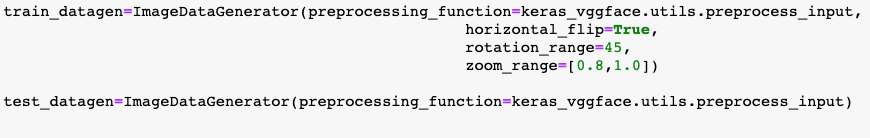 train_datagen=ImageDataGenerator(preprocessing_function=keras_vggface.utils.preprocess_input,
horizontal_flip=True,
rotation_range=45,
zoom_range=[0.8,1.0])
test_datagen=ImageDataGenerator(preprocessing_function=keras_vggface.utils.preprocess_input)